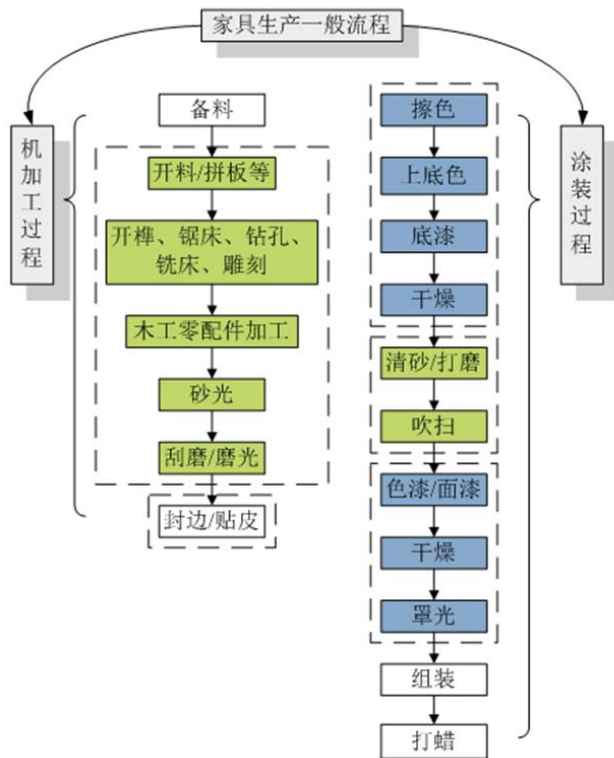 家具生产一般流程
机加工过程
备料
开料/拼板等
开榫、锯床、钻孔、
铣床、雕刻
木工零配件加工
砂光
刮磨/磨光
封边/贴皮
擦色
上底色
底漆
干燥
清砂/打磨
吹扫
色漆/面漆
干燥
罩光
组装
打蜡
涂装过程